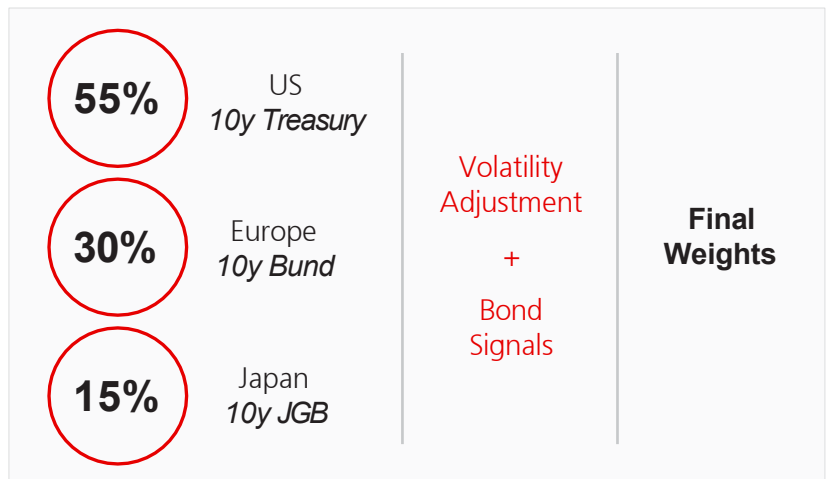 55%
US
10y Treasury
30%
Europe
10y Bund
15%
Japan
10y JGB
Volatility
Adjustment
+
Bond
Signals
Final
Weights